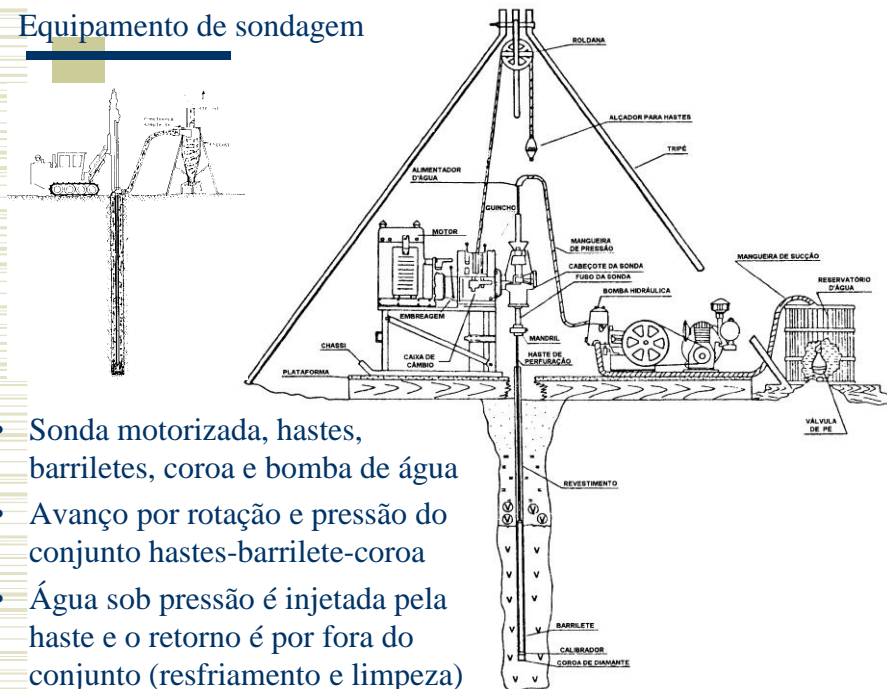 Equipamento de sondagem
ROLDANA
ALÇADOR PARA HASTES
TRIPÉ
ALIMENTADOR
D'ÁGUA
GUINCHO
MOTOR
MANGUEIRA
DE PRESSÃO
MANGUEIRA DE SUCÇÃO
RESERVATÓRIO
D'ÁGUA
CABEÇOTE DA SONDA
FUSO DA SONDA
BOMBA HIDRÁULICA
EMBREAGEM
MANDRIL
CHASSI
CAIXA DE
CÂMBIO
HASTE DE
PERFURAÇÃO
PLATAFORMA
VÁLVULA
DE PÉ
REVESTIMENTO
BARRILETE
CALIBRADOR
COROA DE DIAMANTE
• Sonda motorizada, hastes,
barriletes, coroa e bomba de água
• Avanço por rotação e pressão do
conjunto hastes-barrilete-coroa
• Água sob pressão é injetada pela
haste e o retorno é por fora do
conjunto (resfriamento e limpeza)